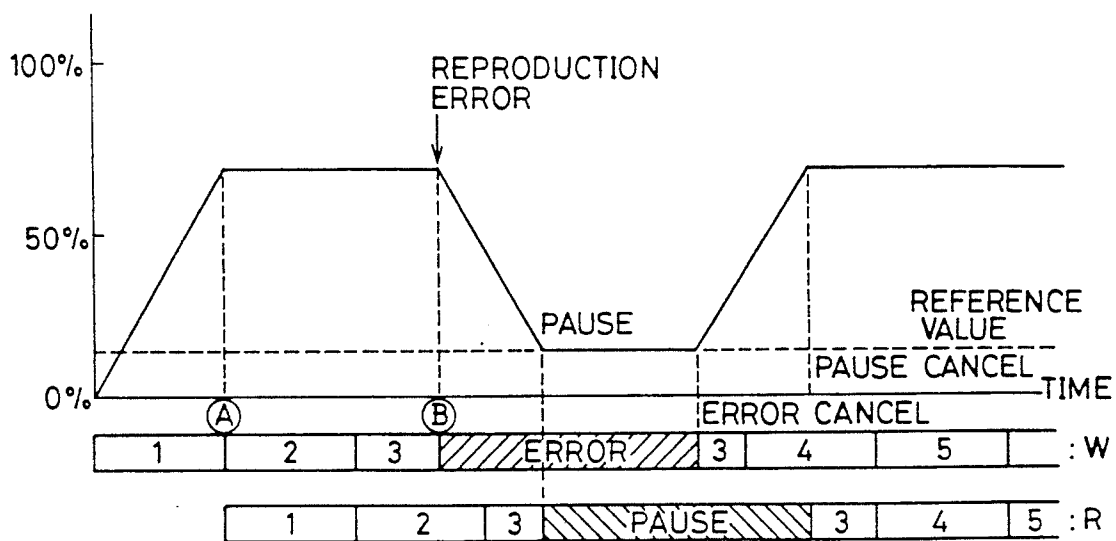 100%
REPRODUCTION
ERROR
50%
PAUSE
REFERENCE
VALUE
PAUSE CANCEL
0%
TIME
A
B
ERROR CANCEL
1 2 3 ERROR 3 4 5 :W
1 2 3 PAUSE 3 4 5 :R